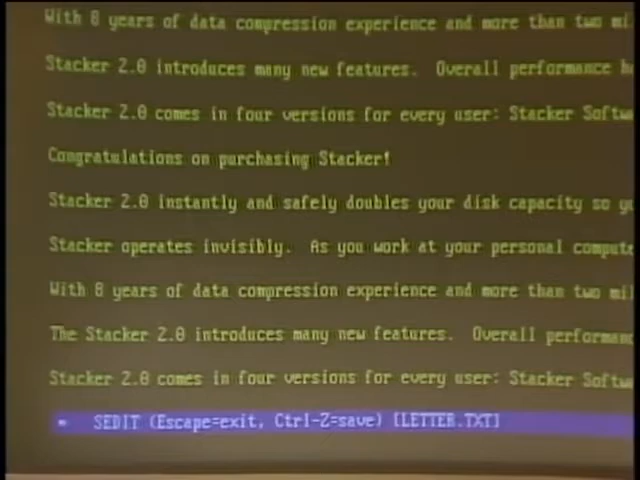 With 8 years of data compression experience and more than two mi
Stacker 2.0 introduces many new features. Overall performance h
Stacker 2.0 comes in four versions for every user: Stacker Softw
Congratulations on purchasing Stacker!
Stacker 2.0 instantly and safely doubles your disk capacity so yo
Stacker operates invisibly. As you work at your personal compute
With 8 years of data compression experience and more than two mil
The Stacker 2.0 introduces many new features. Overall performanc
Stacker 2.0 comes in four versions for every user: Stacker Softwa
SEDIT (Escape=exit, Ctrl-Z=save) [LETTER.TXT]